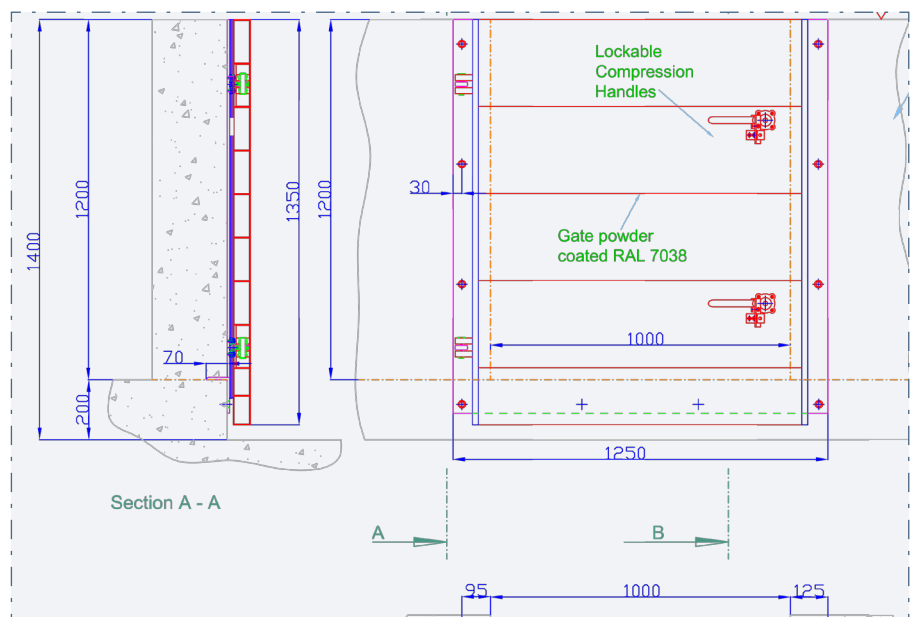 Lockable
Compression
Handles
30
1200
1400
1200
1350
1200
Gate powder
coated RAL 7038
1000
70
200
1250
Section A - A
A
B
95
1000
125